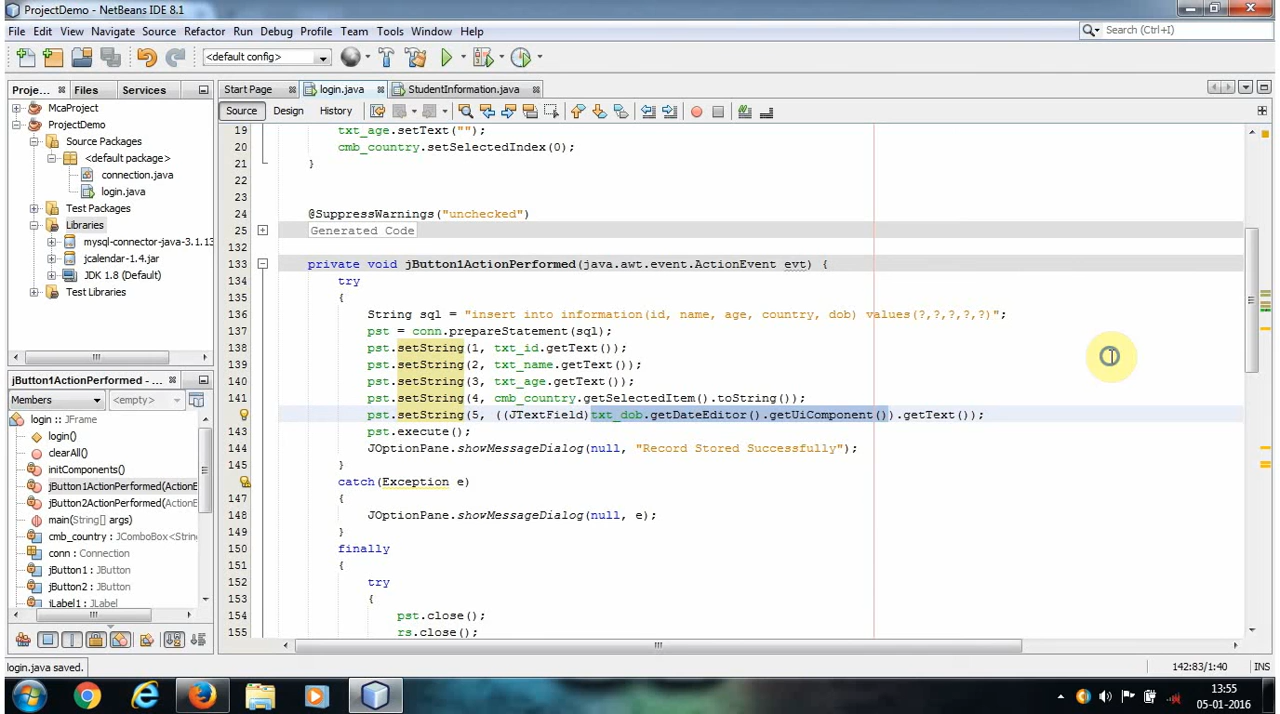 ProjectDemo - NetBeans IDE 8.1
File Edit View Navigate Source Refactor Run Debug Profile Team Tools Window Help
Search (Ctrl+I)
<default config>
Proje... Files Services
Start Page login.java StudentInformation.java
McaProject
ProjectDemo
Source Packages
<default package>
connection.java
login.java
Test Packages
Libraries
mysql-connector-java-3.1.13
jcalendar-1.4.jar
JDK 1.8 (Default)
Test Libraries
jButton1ActionPerformed - ...
Members <empty>
login :: JFrame
login()
clearAll()
initComponents()
jButton1ActionPerformed(ActionE
jButton2ActionPerformed(ActionE
main(String[] args)
cmb_country : JComboBox<String
conn : Connection
jButton1 : JButton
jButton2 : JButton
jLabel1 : JLabel
Source Design History
19 txt_age.setText("");
20 cmb_country.setSelectedIndex(0);
21 }
22
23
24 @SuppressWarnings("unchecked")
25 Generated Code
132
133 private void jButton1ActionPerformed(java.awt.event.ActionEvent evt) {
134 try
135 {
136 String sql = "insert into information(id, name, age, country, dob) values(?,?,?,?,?)";
137 pst = conn.prepareStatement(sql);
138 pst.setString(1, txt_id.getText());
139 pst.setString(2, txt_name.getText());
140 pst.setString(3, txt_age.getText());
141 pst.setString(4, cmb_country.getSelectedItem().toString());
pst.setString(5, ((JTextField)txt_dob.getDateEditor().getUiComponent()).getText());
143 pst.execute();
144 JOptionPane.showMessageDialog(null, "Record Stored Successfully");
145 }
catch(Exception e)
147 {
148 JOptionPane.showMessageDialog(null, e);
149 }
150 finally
151 {
152 try
153 {
154 pst.close();
155 rs.close();
login.java saved.
142:83/1:40 INS
13:55
05-01-2016